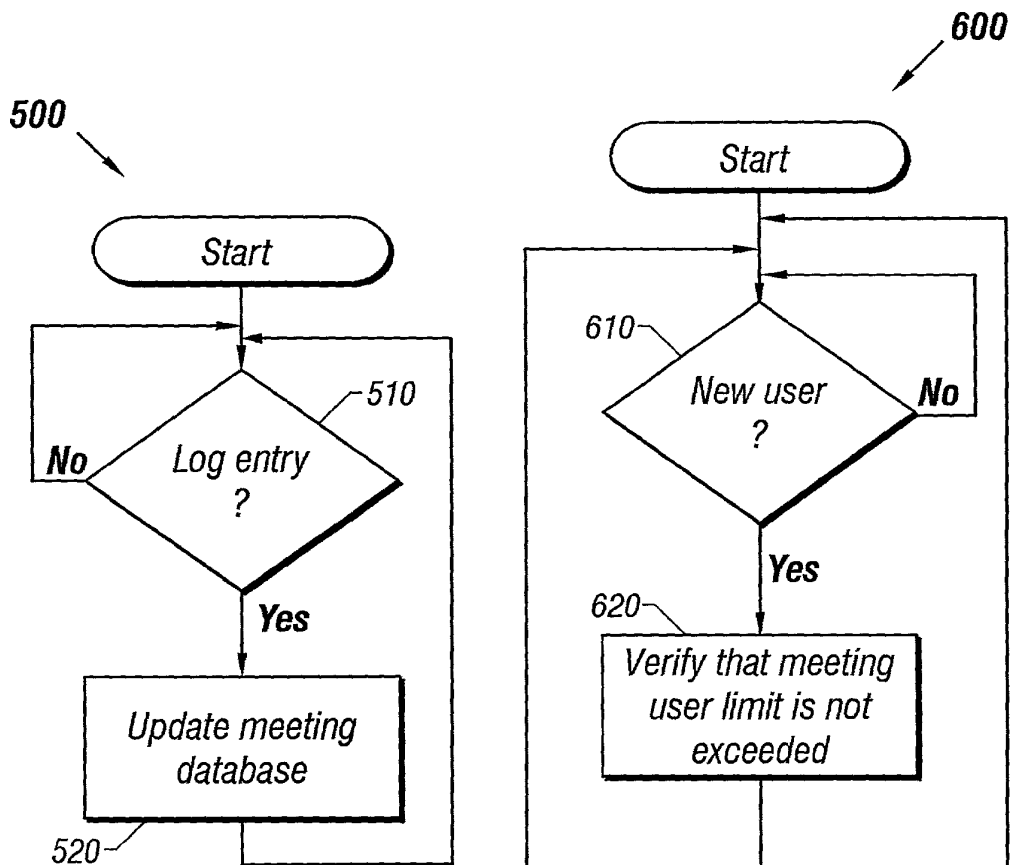 500
Start
510
No
Log entry
?
Yes
Update meeting
database
520
600
Start
610
New user
?
No
Yes
620
Verify that meeting
user limit is not
exceeded